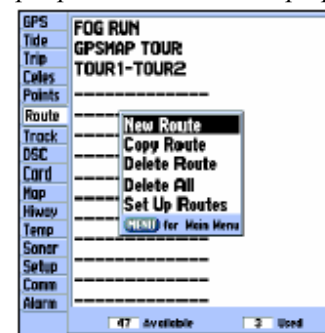 GPS
Tide
Trip
Celes
Points
Route
Track
DSC
Card
Map
Hiway
Temp
Sonar
Setup
Comm
Alarm
FOG RUN
GPSMAP TOUR
TOUR1-TOUR2
New Route
Copy Route
Delete Route
Delete All
Set Up Routes
MENU for Main Menu
47 Available 3 Used